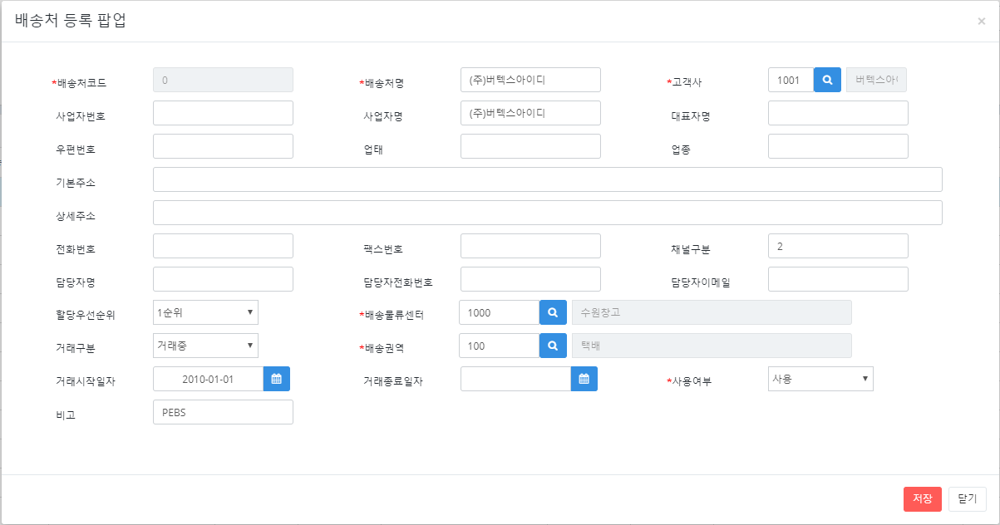 배송처 등록 팝업 ×
*배송처코드 0 *배송처명 (주)버텍스아이디 *고객사 1001 버텍스아이
사업자번호 사업자명 (주)버텍스아이디 대표자명
우편번호 업태 업종
기본주소
상세주소
전화번호 팩스번호 채널구분 2
담당자명 담당자전화번호 담당자이메일
할당우선순위 1순위 *배송물류센터 1000 수원창고
거래구분 거래중 *배송권역 100 택배
거래시작일자 2010-01-01 거래종료일자 *사용여부 사용
비고 PEBS
저장 닫기